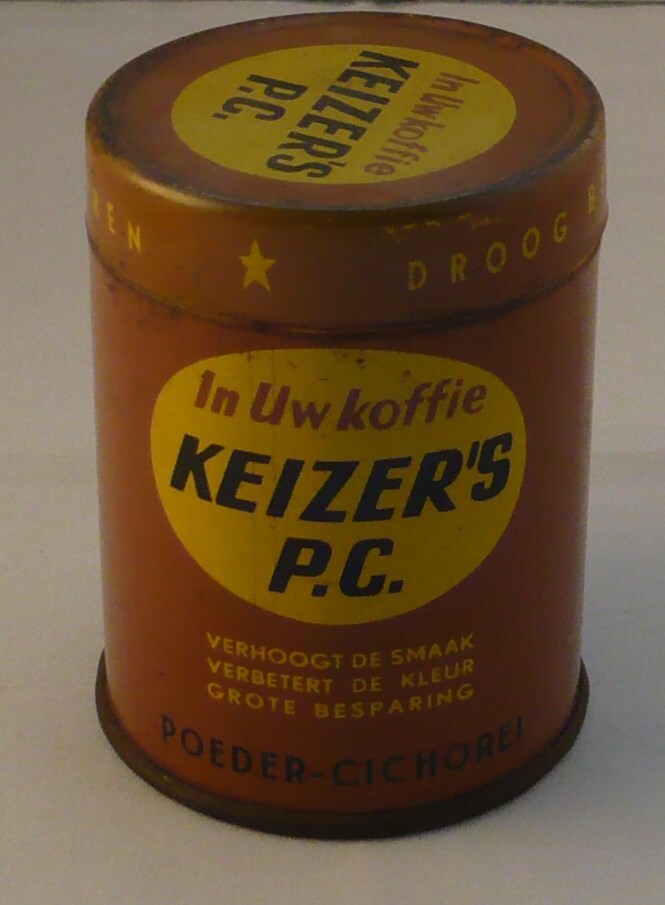 In Uw koffie
KEIZER'S
P.C.
DROOG
In Uw koffie
KEIZER'S
P.C.
VERHOOGT DE SMAAK
VERBETERT DE KLEUR
GROTE BESPARING
POEDER-CICHOREI